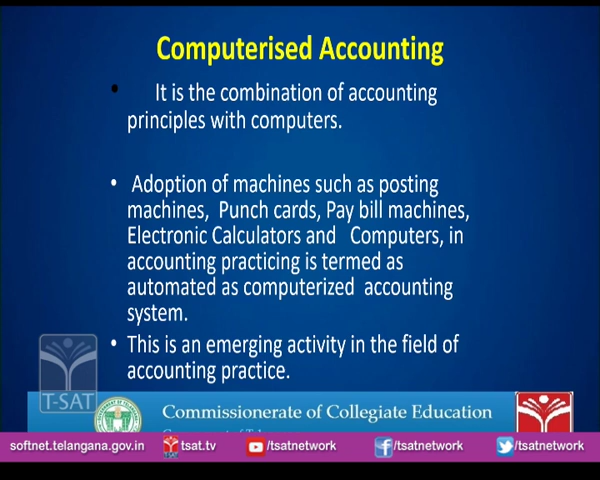 Computerised Accounting
• It is the combination of accounting
principles with computers.
• Adoption of machines such as posting
machines, Punch cards, Pay bill machines,
Electronic Calculators and Computers, in
accounting practicing is termed as
automated as computerized accounting
system.
• This is an emerging activity in the field of
accounting practice.
T-SAT
Commissionerate of Collegiate Education
softnet.telangana.gov.in tsat.tv /tsatnetwork /tsatnetwork /tsatnetwork